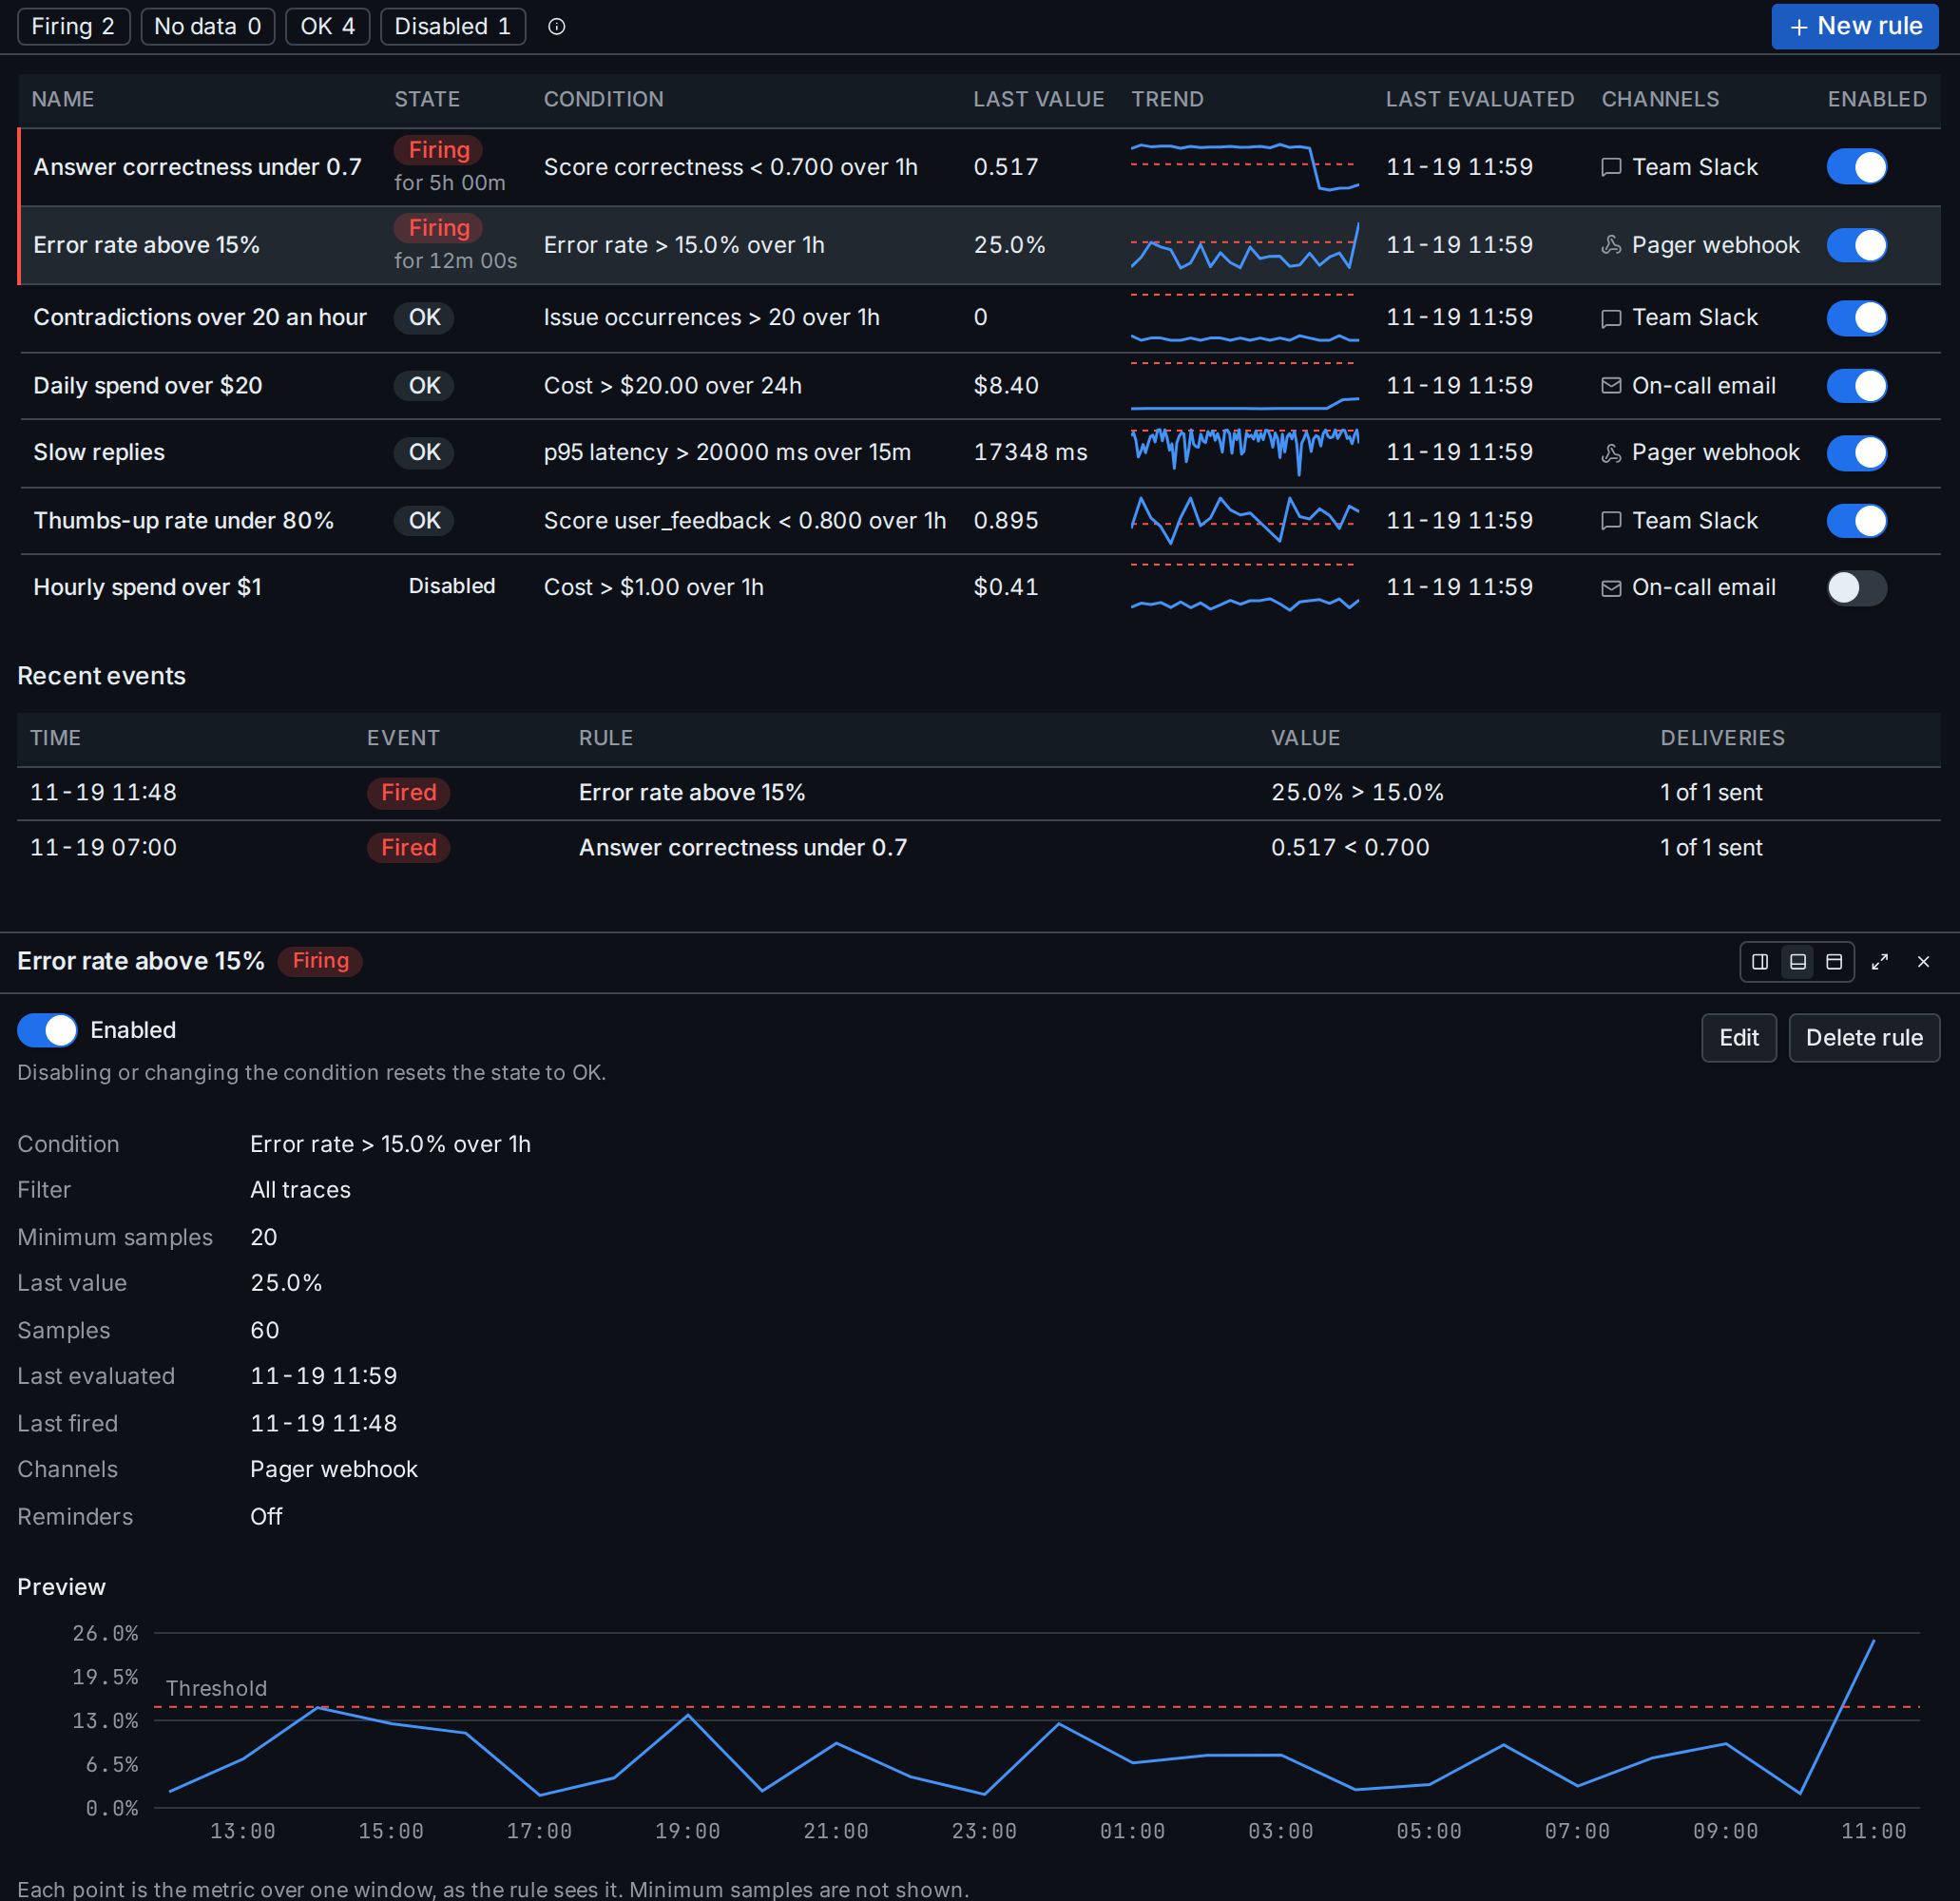 Firing 2 No data 0 OK 4 Disabled 1 + New rule
NAME STATE CONDITION LAST VALUE TREND LAST EVALUATED CHANNELS ENABLED
Answer correctness under 0.7 Firing for 5h 00m Score correctness < 0.700 over 1h 0.517 11-19 11:59 Team Slack
Error rate above 15% Firing for 12m 00s Error rate > 15.0% over 1h 25.0% 11-19 11:59 Pager webhook
Contradictions over 20 an hour OK Issue occurrences > 20 over 1h 0 11-19 11:59 Team Slack
Daily spend over $20 OK Cost > $20.00 over 24h $8.40 11-19 11:59 On-call email
Slow replies OK p95 latency > 20000 ms over 15m 17348 ms 11-19 11:59 Pager webhook
Thumbs-up rate under 80% OK Score user_feedback < 0.800 over 1h 0.895 11-19 11:59 Team Slack
Hourly spend over $1 Disabled Cost > $1.00 over 1h $0.41 11-19 11:59 On-call email
Recent events
TIME EVENT RULE VALUE DELIVERIES
11-19 11:48 Fired Error rate above 15% 25.0% > 15.0% 1 of 1 sent
11-19 07:00 Fired Answer correctness under 0.7 0.517 < 0.700 1 of 1 sent
Error rate above 15% Firing
Enabled Edit Delete rule
Disabling or changing the condition resets the state to OK.
Condition Error rate > 15.0% over 1h
Filter All traces
Minimum samples 20
Last value 25.0%
Samples 60
Last evaluated 11-19 11:59
Last fired 11-19 11:48
Channels Pager webhook
Reminders Off
Preview
26.0%
19.5%
Threshold
13.0%
6.5%
0.0%
13:00 15:00 17:00 19:00 21:00 23:00 01:00 03:00 05:00 07:00 09:00 11:00
Each point is the metric over one window, as the rule sees it. Minimum samples are not shown.